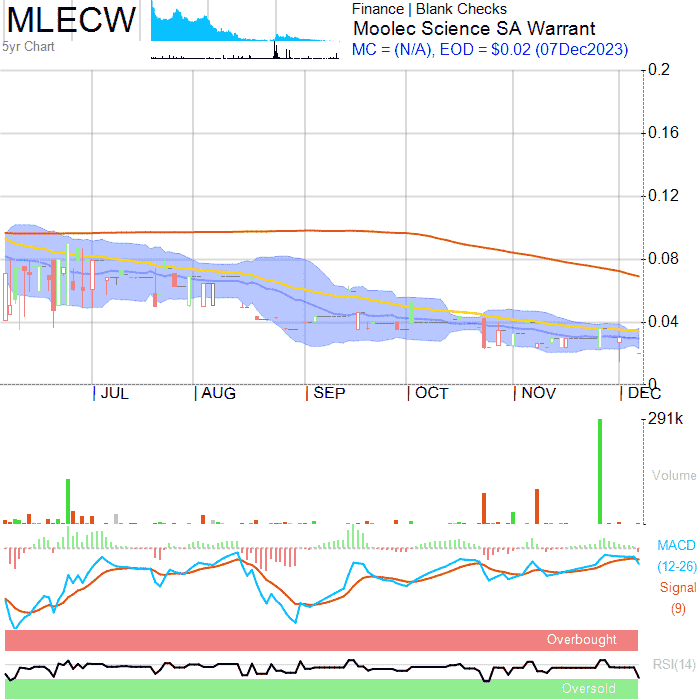 MLECW
5yr Chart
Finance | Blank Checks
Moolec Science SA Warrant
MC = (N/A), EOD = $0.02 (07Dec2023)
0.2
0.16
0.12
0.08
0.04
0
JUL AUG SEP OCT NOV DEC
291k
Volume
MACD
(12-26)
Signal
(9)
Overbought
RSI(14)
Oversold